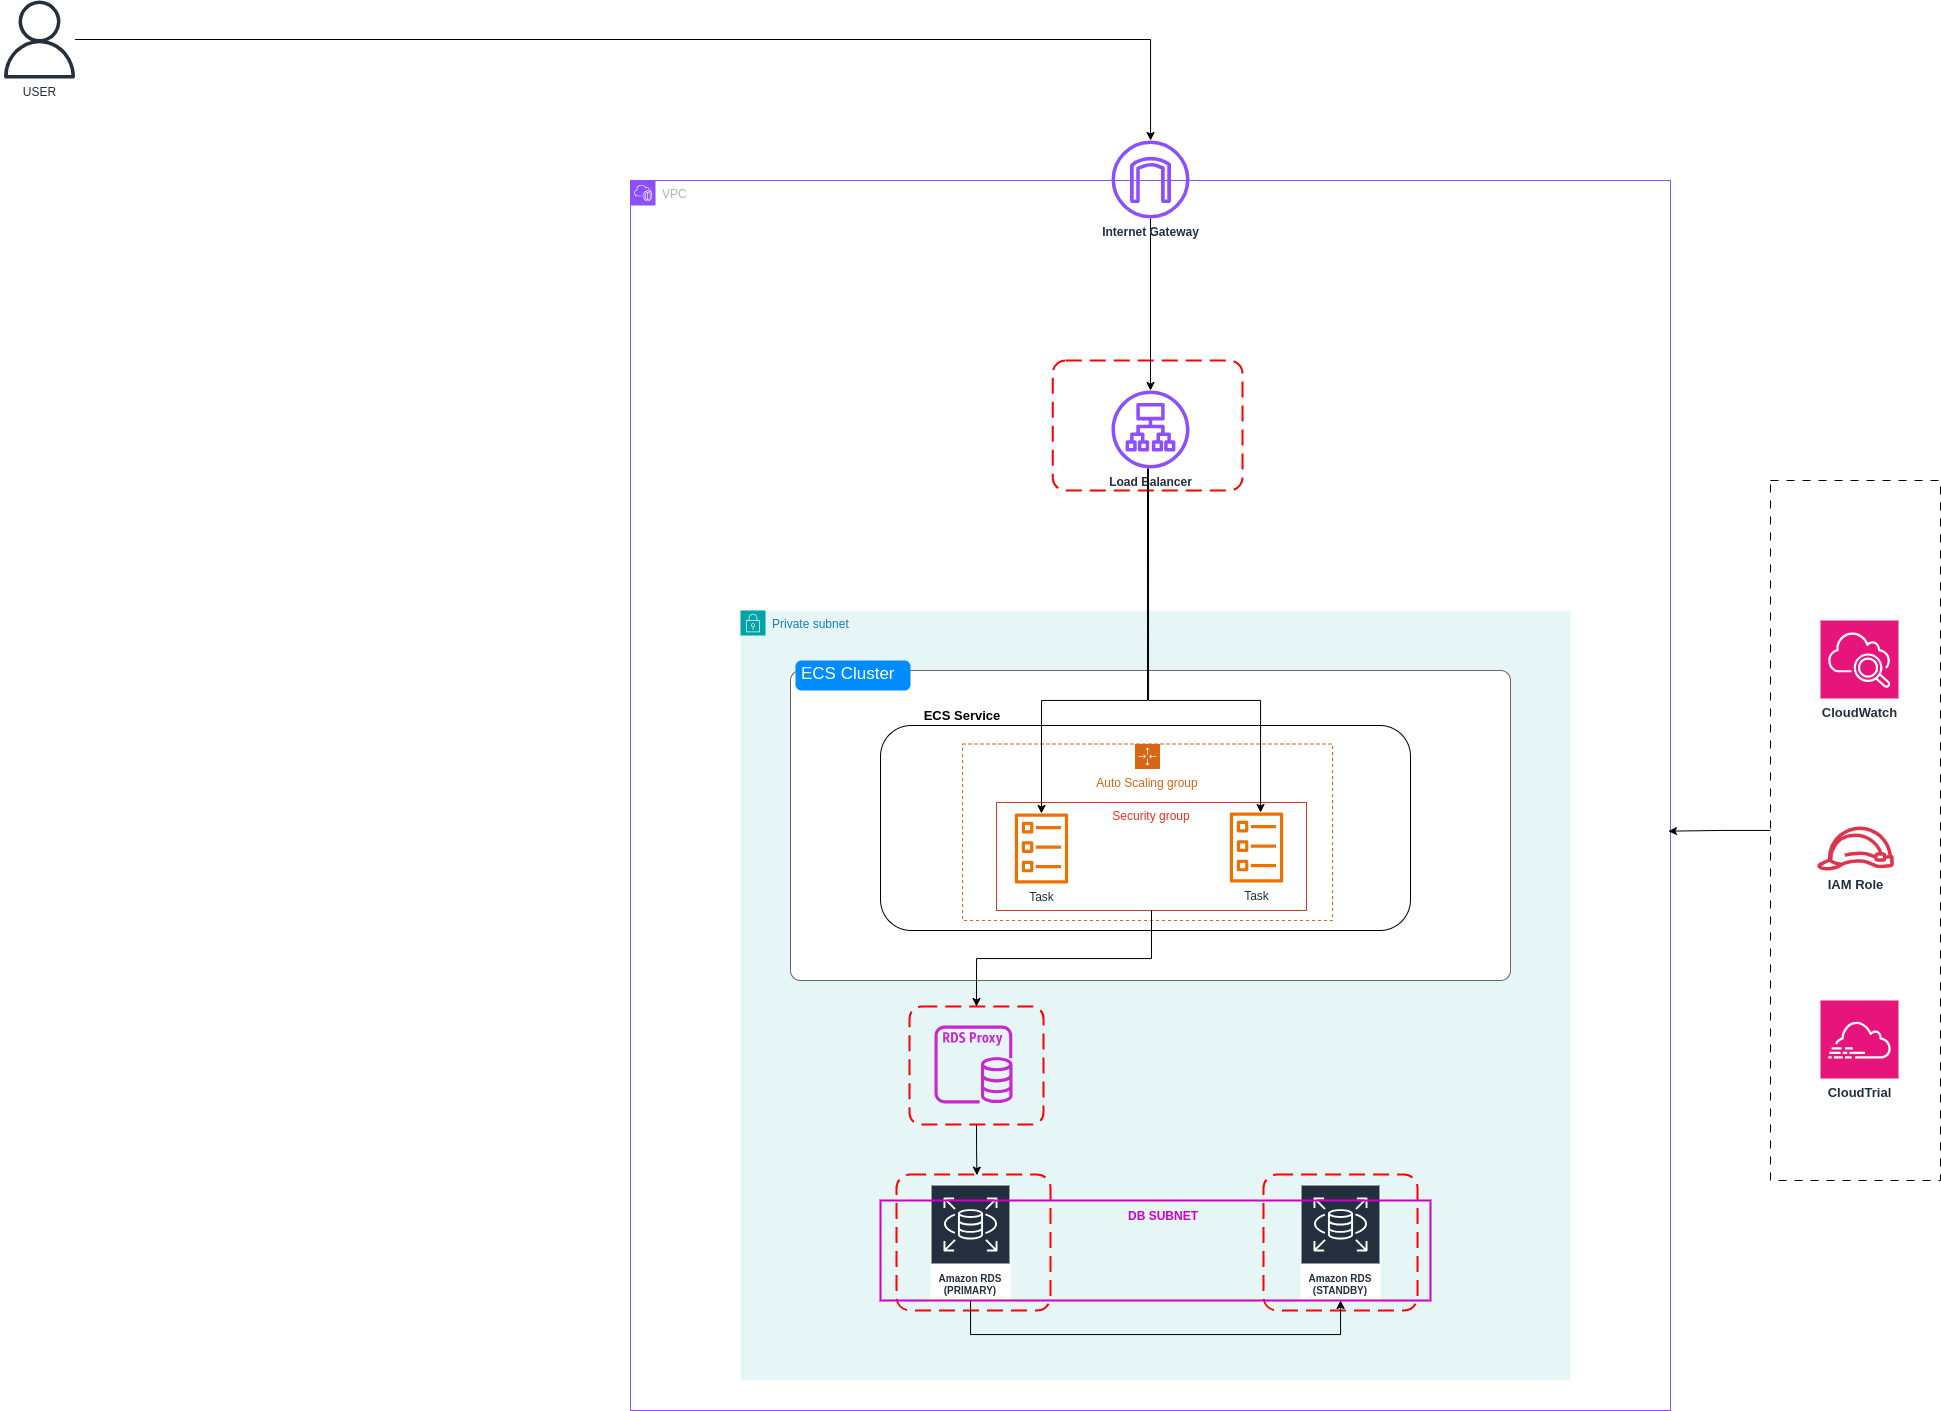 USER
VPC
Internet Gateway
Load Balancer
Private subnet
ECS Cluster
ECS Service
Auto Scaling group
Security group
Task
Task
RDS Proxy
DB SUBNET
Amazon RDS
(PRIMARY)
Amazon RDS
(STANDBY)
CloudWatch
IAM Role
CloudTrial